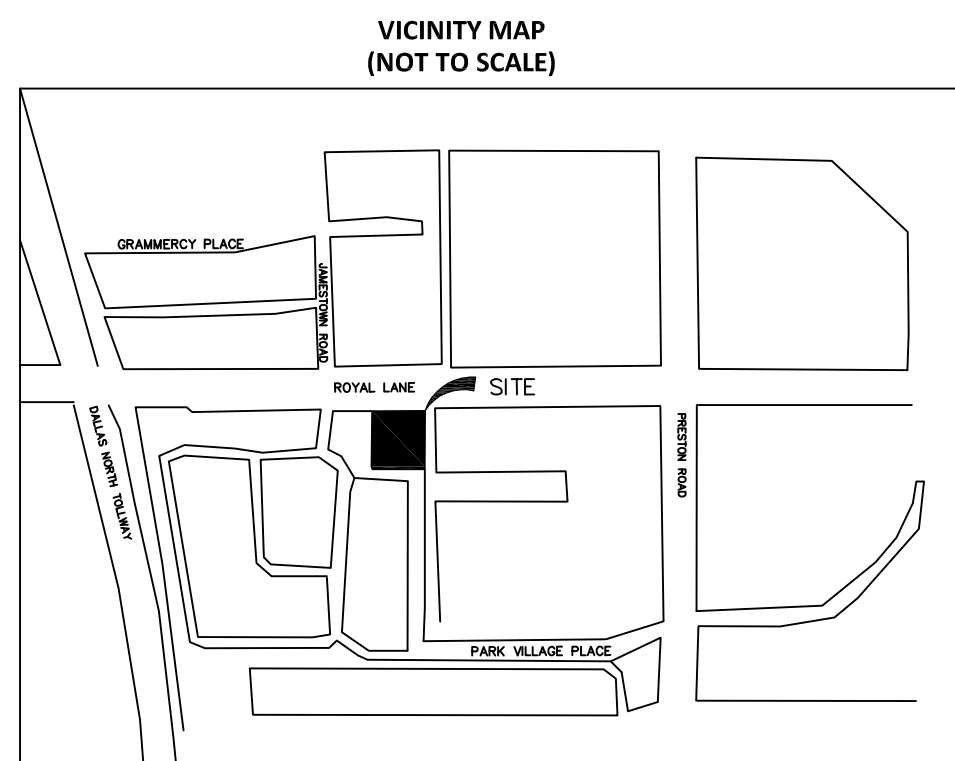 VICINITY MAP
(NOT TO SCALE)
GRAMMERCY PLACE
JAMESTOWN ROAD
ROYAL LANE
SITE
DALLAS NORTH TOLLWAY
PRESTON ROAD
PARK VILLAGE PLACE